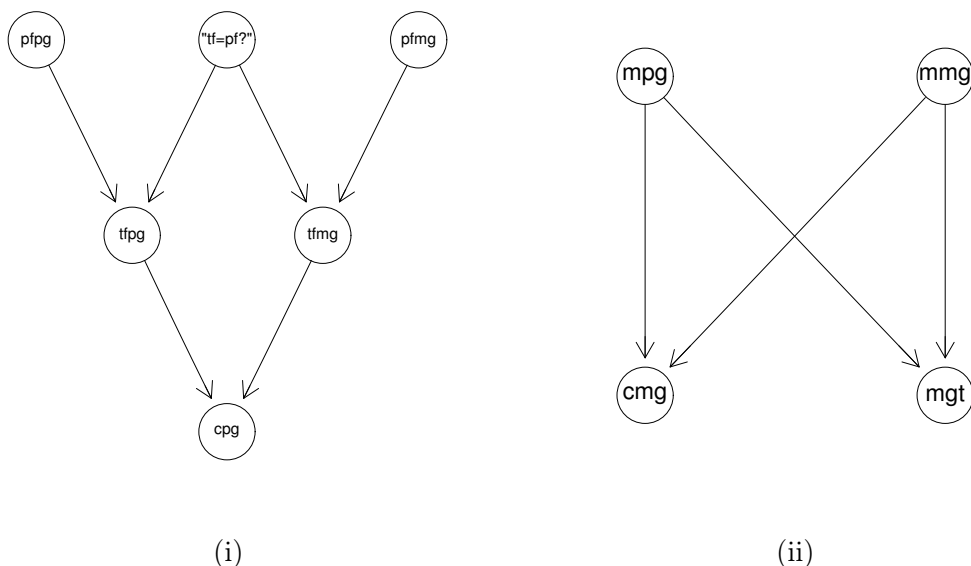 pfpg
"tf=pf?"
pfmg
tfpg
tfmg
cpg
(i)
mpg
mmg
cmg
mgt
(ii)